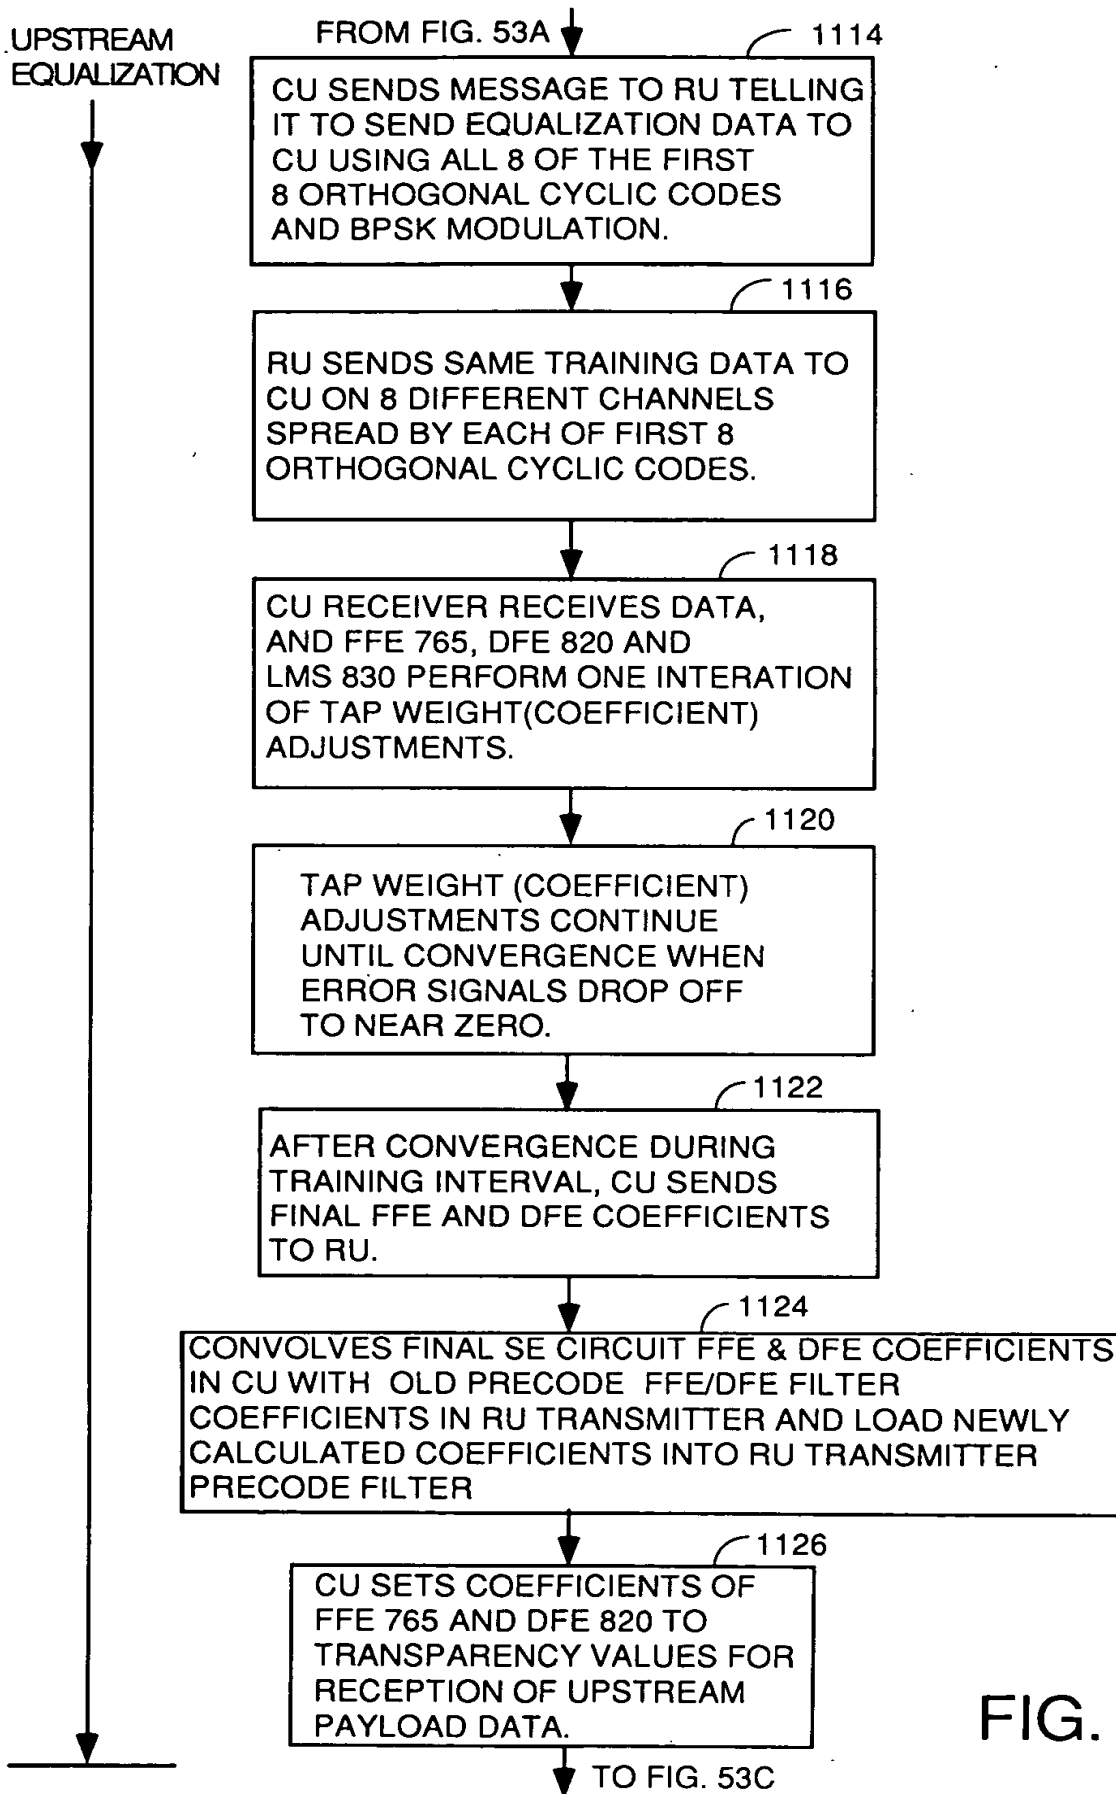 UPSTREAM
EQUALIZATION
FROM FIG. 53A
1114
CU SENDS MESSAGE TO RU TELLING
IT TO SEND EQUALIZATION DATA TO
CU USING ALL 8 OF THE FIRST
8 ORTHOGONAL CYCLIC CODES
AND BPSK MODULATION.
1116
RU SENDS SAME TRAINING DATA TO
CU ON 8 DIFFERENT CHANNELS
SPREAD BY EACH OF FIRST 8
ORTHOGONAL CYCLIC CODES.
1118
CU RECEIVER RECEIVES DATA,
AND FFE 765, DFE 820 AND
LMS 830 PERFORM ONE INTERATION
OF TAP WEIGHT(COEFFICIENT)
ADJUSTMENTS.
1120
TAP WEIGHT (COEFFICIENT)
ADJUSTMENTS CONTINUE
UNTIL CONVERGENCE WHEN
ERROR SIGNALS DROP OFF
TO NEAR ZERO.
1122
AFTER CONVERGENCE DURING
TRAINING INTERVAL, CU SENDS
FINAL FFE AND DFE COEFFICIENTS
TO RU.
1124
CONVOLVES FINAL SE CIRCUIT FFE & DFE COEFFICIENTS
IN CU WITH OLD PRECODE FFE/DFE FILTER
COEFFICIENTS IN RU TRANSMITTER AND LOAD NEWLY
CALCULATED COEFFICIENTS INTO RU TRANSMITTER
PRECODE FILTER
1126
CU SETS COEFFICIENTS OF
FFE 765 AND DFE 820 TO
TRANSPARENCY VALUES FOR
RECEPTION OF UPSTREAM
PAYLOAD DATA.
FIG.
TO FIG. 53C